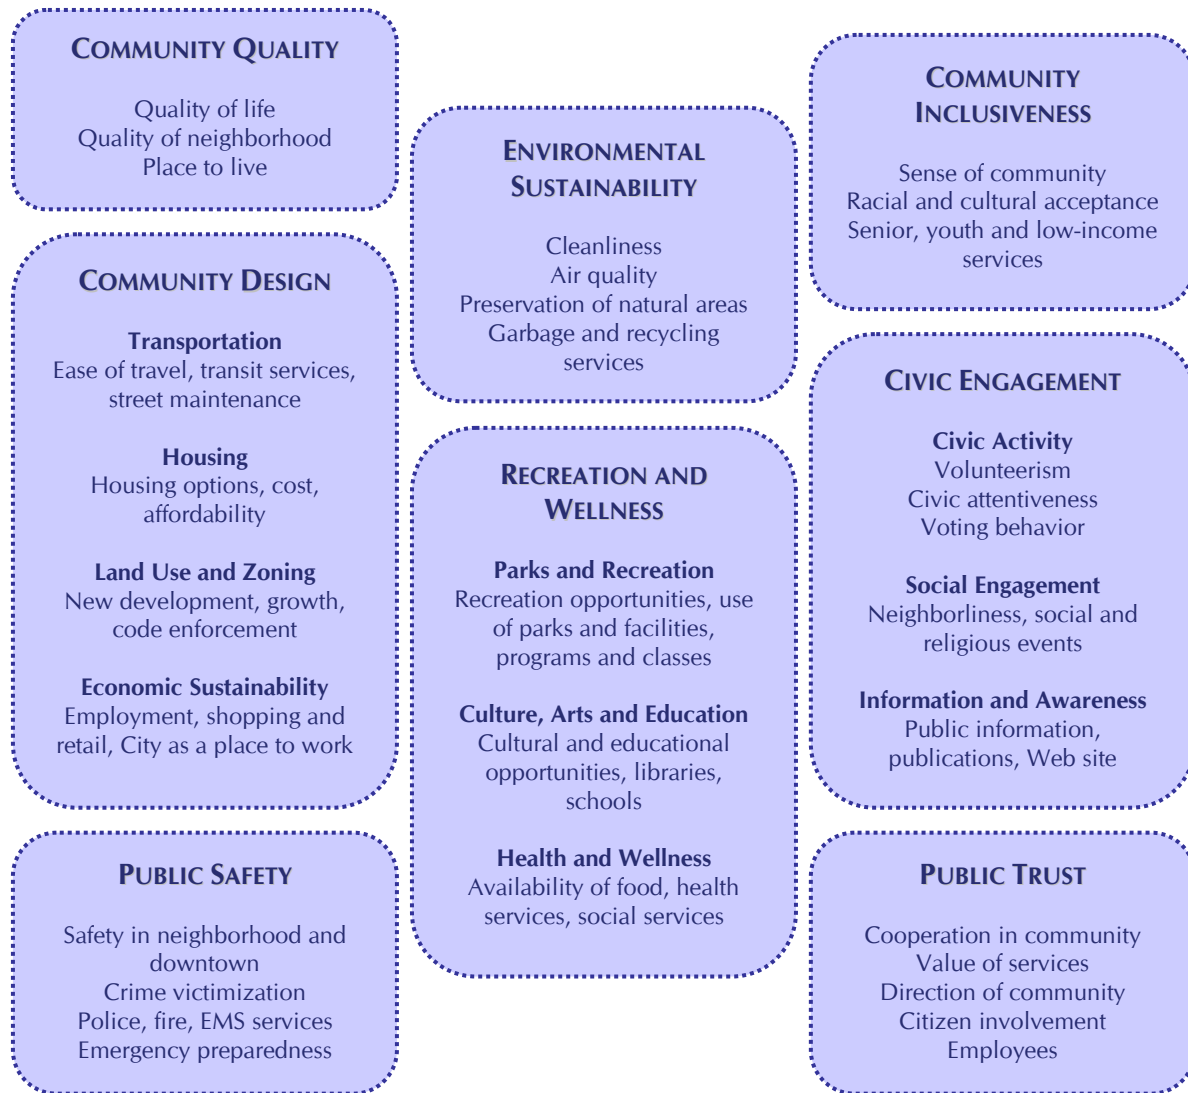 COMMUNITY QUALITY
Quality of life
Quality of neighborhood
Place to live
COMMUNITY DESIGN
Transportation
Ease of travel, transit services,
street maintenance
Housing
Housing options, cost,
affordability
Land Use and Zoning
New development, growth,
code enforcement
Economic Sustainability
Employment, shopping and
retail, City as a place to work
PUBLIC SAFETY
Safety in neighborhood and
downtown
Crime victimization
Police, fire, EMS services
Emergency preparedness
ENVIRONMENTAL
SUSTAINABILITY
Cleanliness
Air quality
Preservation of natural areas
Garbage and recycling
services
RECREATION AND
WELLNESS
Parks and Recreation
Recreation opportunities, use
of parks and facilities,
programs and classes
Culture, Arts and Education
Cultural and educational
opportunities, libraries,
schools
Health and Wellness
Availability of food, health
services, social services
COMMUNITY
INCLUSIVENESS
Sense of community
Racial and cultural acceptance
Senior, youth and low-income
services
CIVIC ENGAGEMENT
Civic Activity
Volunteerism
Civic attentiveness
Voting behavior
Social Engagement
Neighborliness, social and
religious events
Information and Awareness
Public information,
publications, Web site
PUBLIC TRUST
Cooperation in community
Value of services
Direction of community
Citizen involvement
Employees